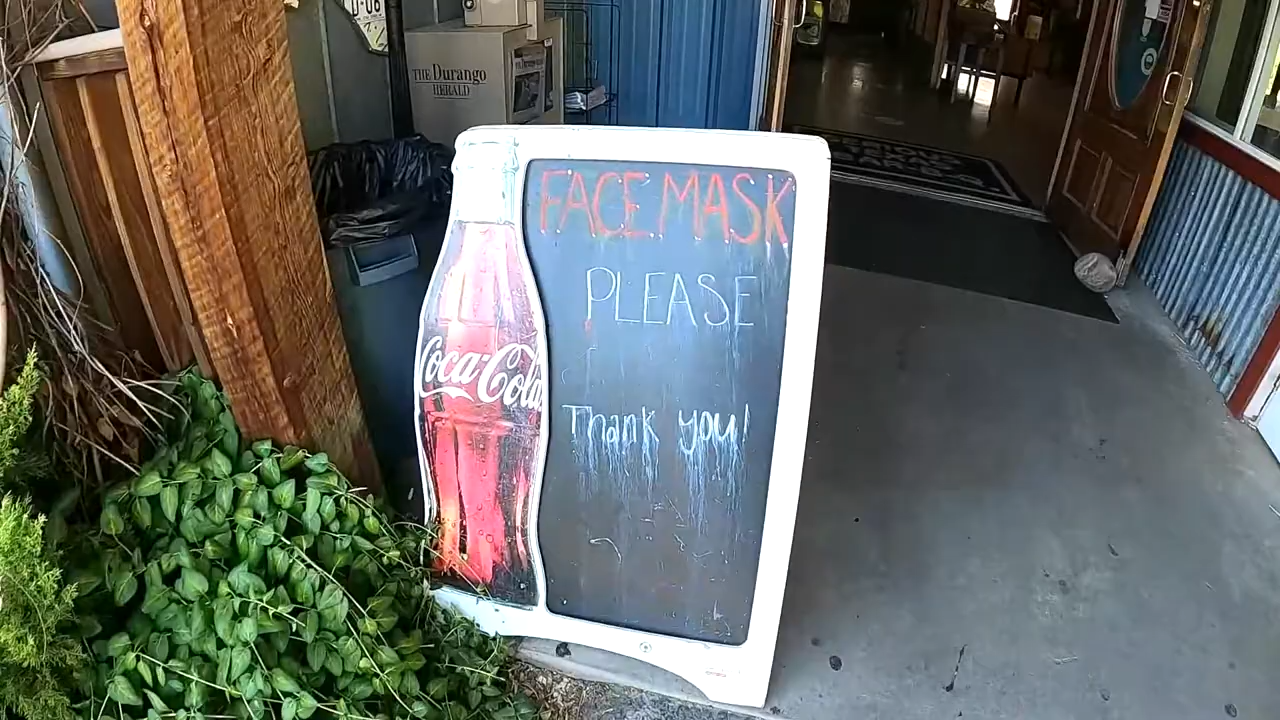 THE Durango
HERALD
FACE MASK
PLEASE
Coca-Cola
Thank you!